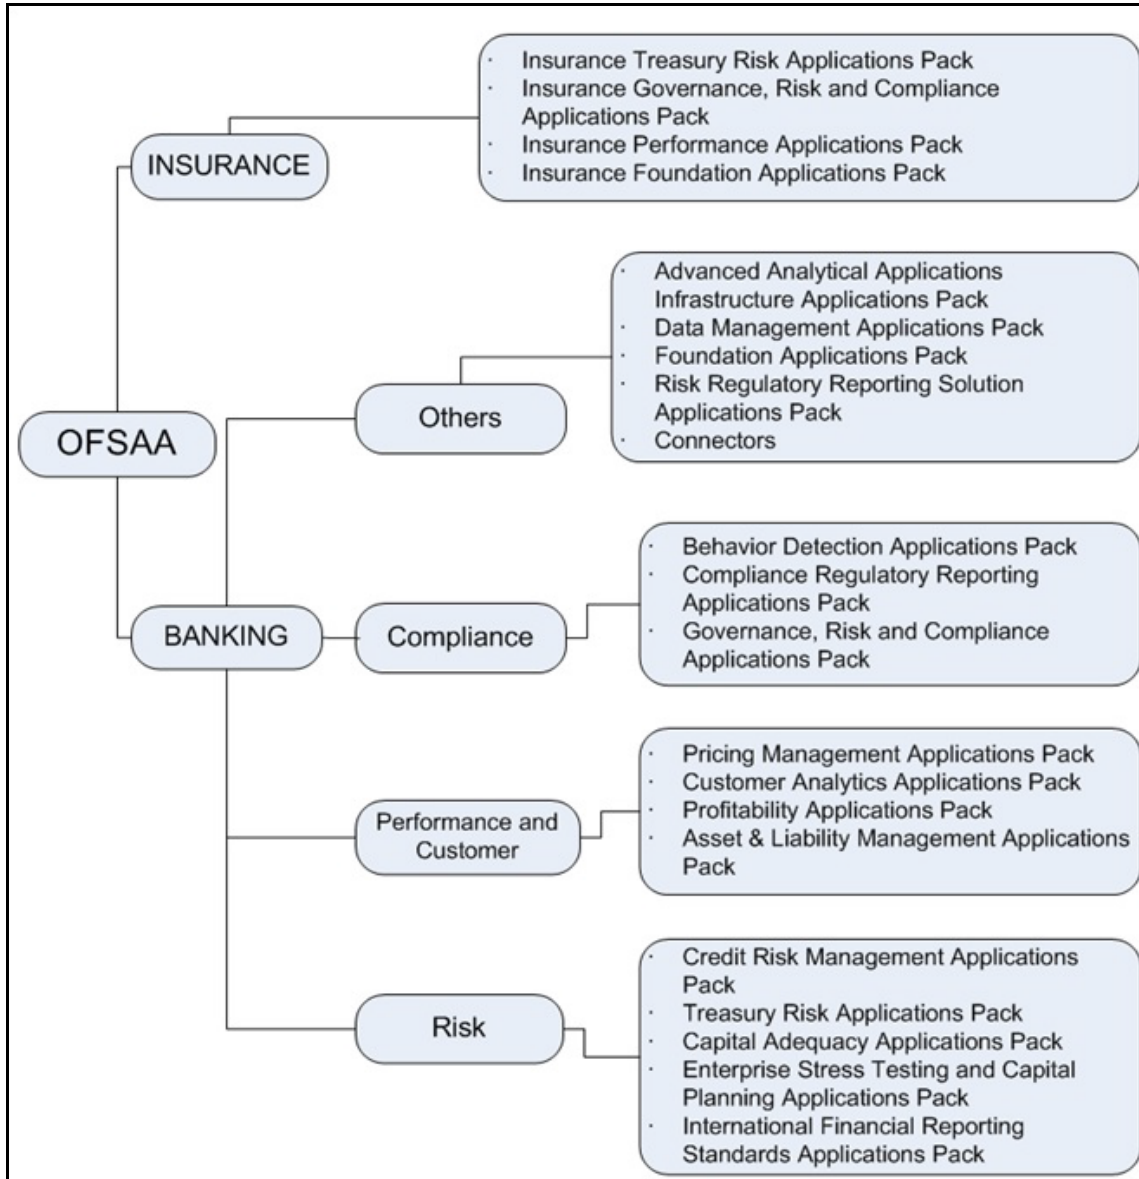 · Insurance Treasury Risk Applications Pack
· Insurance Governance, Risk and Compliance
Applications Pack
· Insurance Performance Applications Pack
· Insurance Foundation Applications Pack
INSURANCE
· Advanced Analytical Applications
Infrastructure Applications Pack
· Data Management Applications Pack
· Foundation Applications Pack
· Risk Regulatory Reporting Solution
Applications Pack
· Connectors
Others
OFSAA
· Behavior Detection Applications Pack
· Compliance Regulatory Reporting
Applications Pack
· Governance, Risk and Compliance
Applications Pack
BANKING
Compliance
· Pricing Management Applications Pack
· Customer Analytics Applications Pack
· Profitability Applications Pack
· Asset & Liability Management Applications
Pack
Performance and
Customer
· Credit Risk Management Applications
Pack
· Treasury Risk Applications Pack
· Capital Adequacy Applications Pack
· Enterprise Stress Testing and Capital
Planning Applications Pack
· International Financial Reporting
Standards Applications Pack
Risk